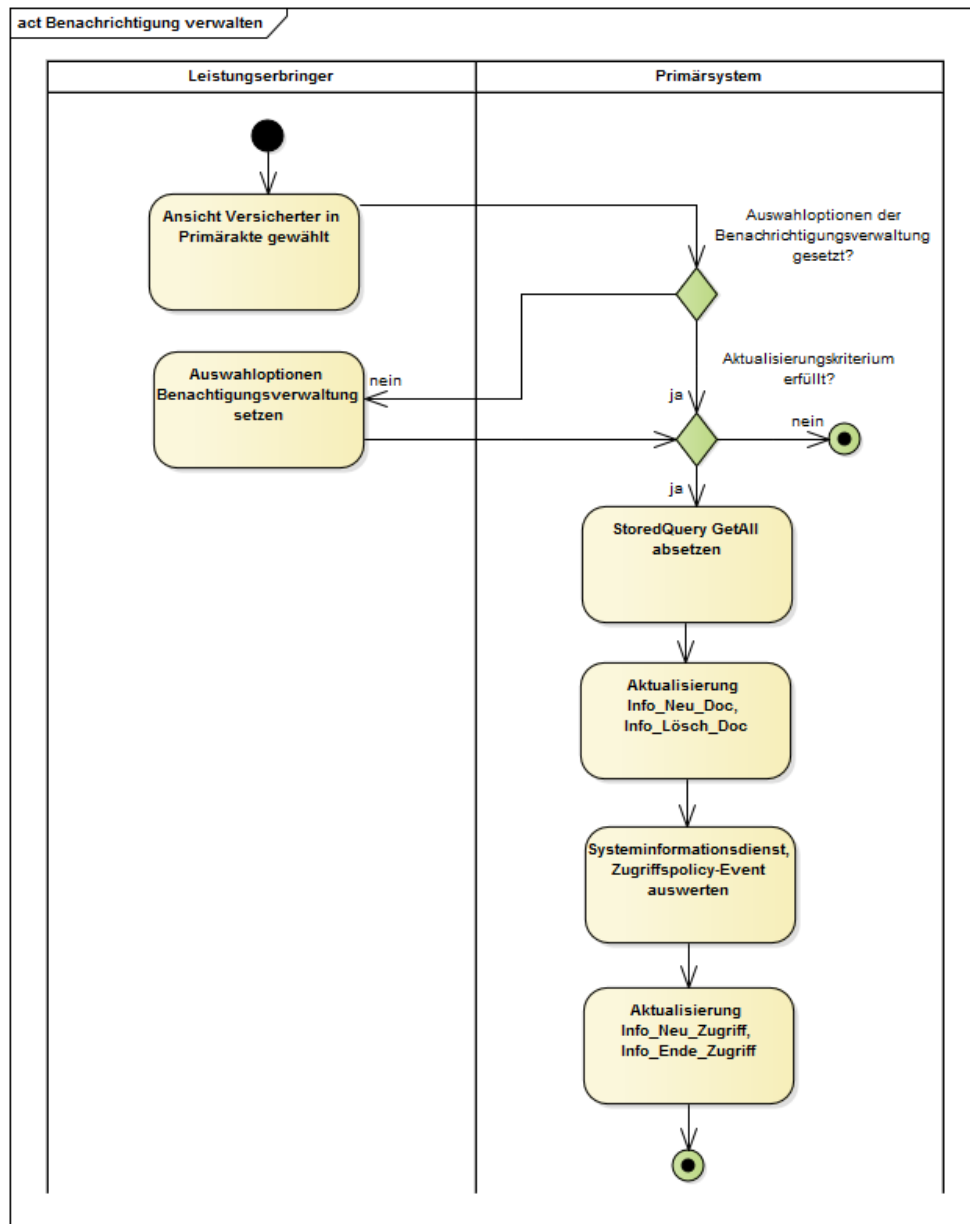 act Benachrichtigung verwalten
Leistungserbringer
Primärsystem
Ansicht Versicherter in
Primärakte gewählt
Auswahloptionen der
Benachrichtigungsverwaltung
gesetzt?
Auswahloptionen
Benachtigungsverwaltung
setzen
nein
Aktualisierungskriterium
erfüllt?
ja
nein
ja
StoredQuery GetAll
absetzen
Aktualisierung
Info_Neu_Doc,
Info_Lösch_Doc
Systeminformationsdienst,
Zugriffspolicy-Event
auswerten
Aktualisierung
Info_Neu_Zugriff,
Info_Ende_Zugriff